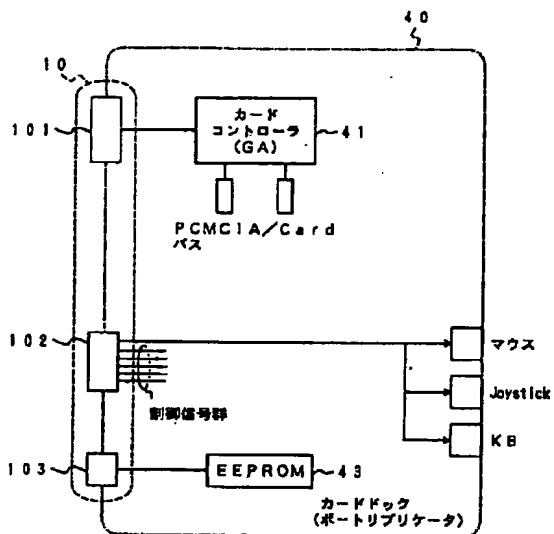 40
10
101
カード
コントローラ
(GA)
41
PCMCIA／Card
バス
102
マウス
制御信号群
Joystick
KB
103
EEPROM
43
カードドック
(ポートリプリケータ)